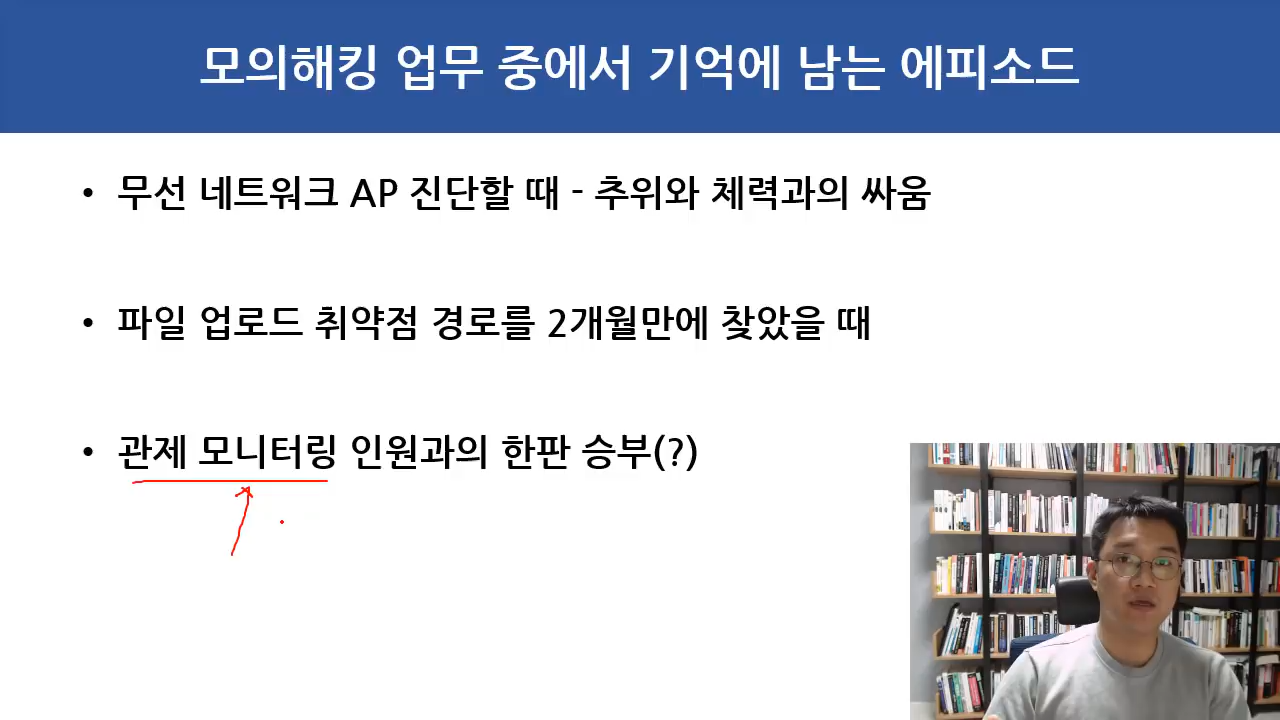 모의해킹 업무 중에서 기억에 남는 에피소드
• 무선 네트워크 AP 진단할 때 - 추위와 체력과의 싸움
• 파일 업로드 취약점 경로를 2개월만에 찾았을 때
• 관제 모니터링 인원과의 한판 승부(?)